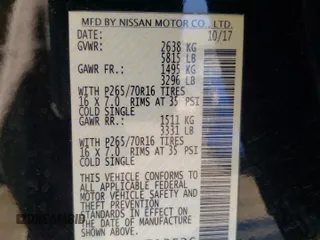 MFD BY NISSAN MOTOR CO., LTD.
DATE: 10/17
GVWR: 2638 KG
5815 LB
GAWR FR.: 1495 KG
3296 LB
WITH P265/70R16 TIRES
16 X 7.0 RIMS AT 35 PSI
COLD SINGLE
GAWR RR.: 1511 KG
3331 LB
WITH P265/70R16 TIRES
16 X 7.0 RIMS AT 35 PSI
COLD SINGLE
THIS VEHICLE CONFORMS TO
ALL APPLICABLE FEDERAL
MOTOR VEHICLE SAFETY
AND THEFT PREVENTION
STANDARDS IN EFFECT ON
THE DATE OF MANUFACTURE
SHOWN ABOVE